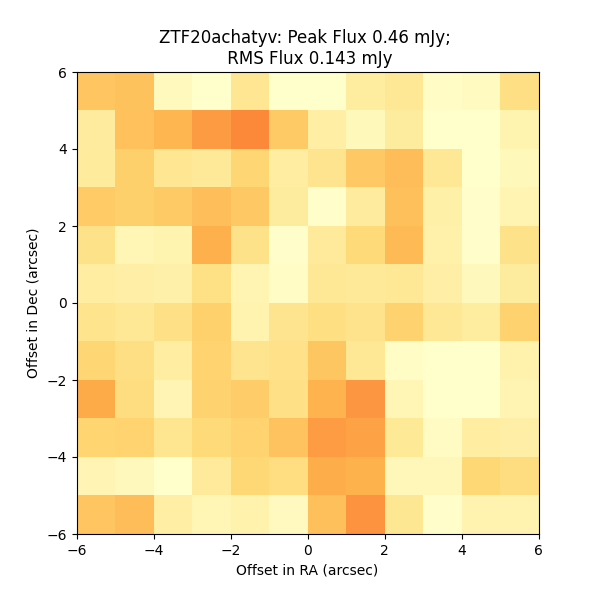 ZTF20achatyv: Peak Flux 0.46 mJy;
RMS Flux 0.143 mJy
6
4
2
0
−2
−4
−6
Offset in Dec (arcsec)
−6 −4 −2 0 2 4 6
Offset in RA (arcsec)